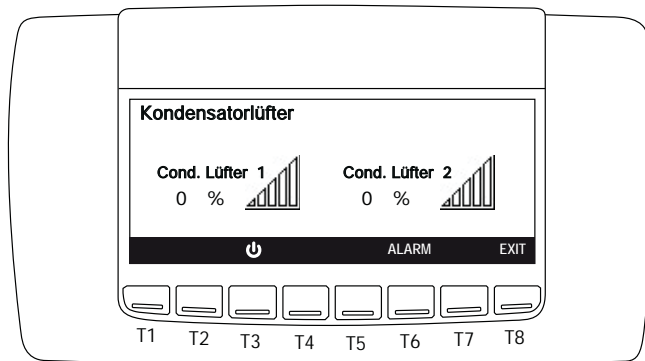 Kondensatorlüfter
Cond. Lüfter 1 Cond. Lüfter 2
0 % 0 %
ALARM EXIT
T1 T2 T3 T4 T5 T6 T7 T8